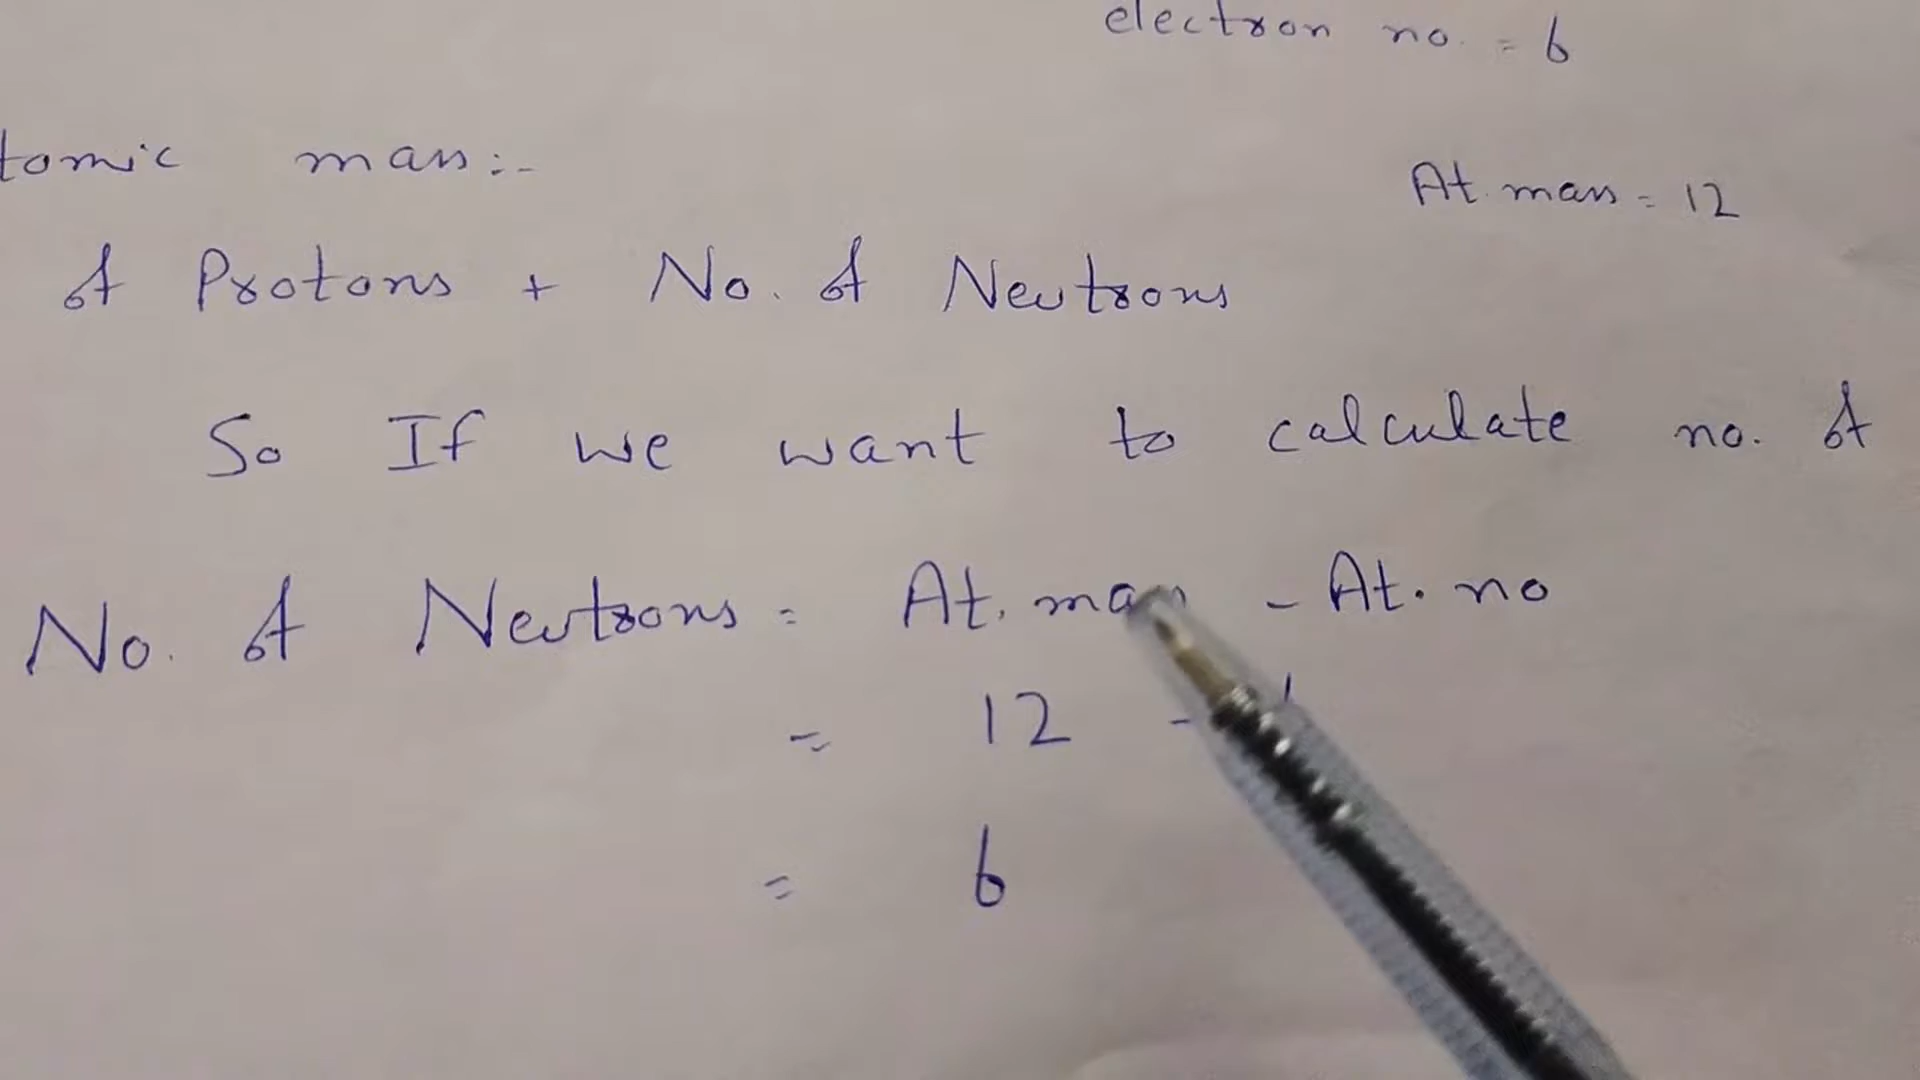 electron no. = 6
tomic mass:-
At. mass = 12
of Protons + No. of Neutrons
So If we want to calculate no. of
No. of Neutrons = At. mass - At. no
= 12 -
= 6